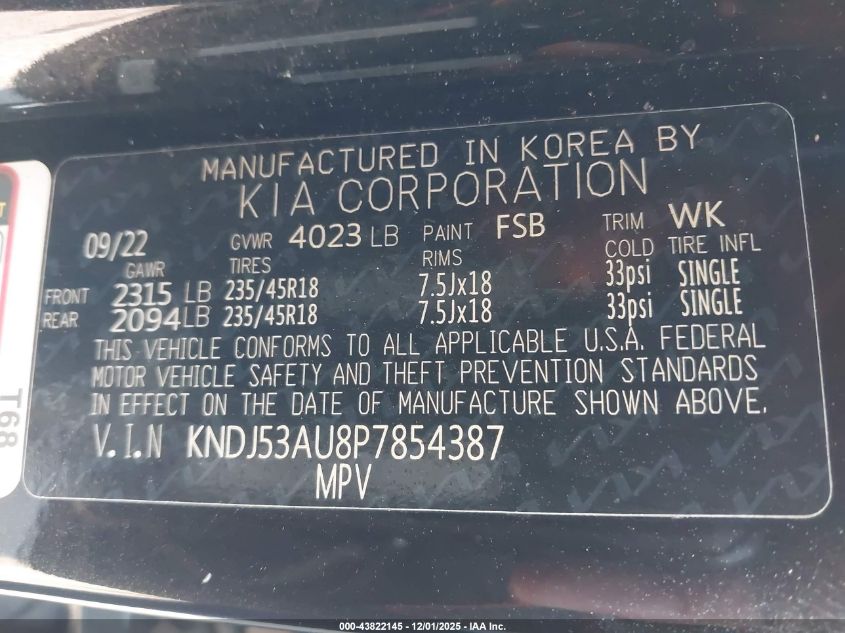 MANUFACTURED IN KOREA BY
KIA CORPORATION
09/22 GVWR 4023 LB PAINT FSB TRIM WK
GAWR TIRES RIMS COLD TIRE INFL
FRONT 2315 LB 235/45R18 7.5Jx18 33psi SINGLE
REAR 2094 LB 235/45R18 7.5Jx18 33psi SINGLE
THIS VEHICLE CONFORMS TO ALL APPLICABLE U.S.A. FEDERAL
MOTOR VEHICLE SAFETY AND THEFT PREVENTION STANDARDS
IN EFFECT ON THE DATE OF MANUFACTURE SHOWN ABOVE.
V.I.N KNDJ53AU8P7854387
MPV
T68
000-43822145 - 12/01/2025 - IAA Inc.